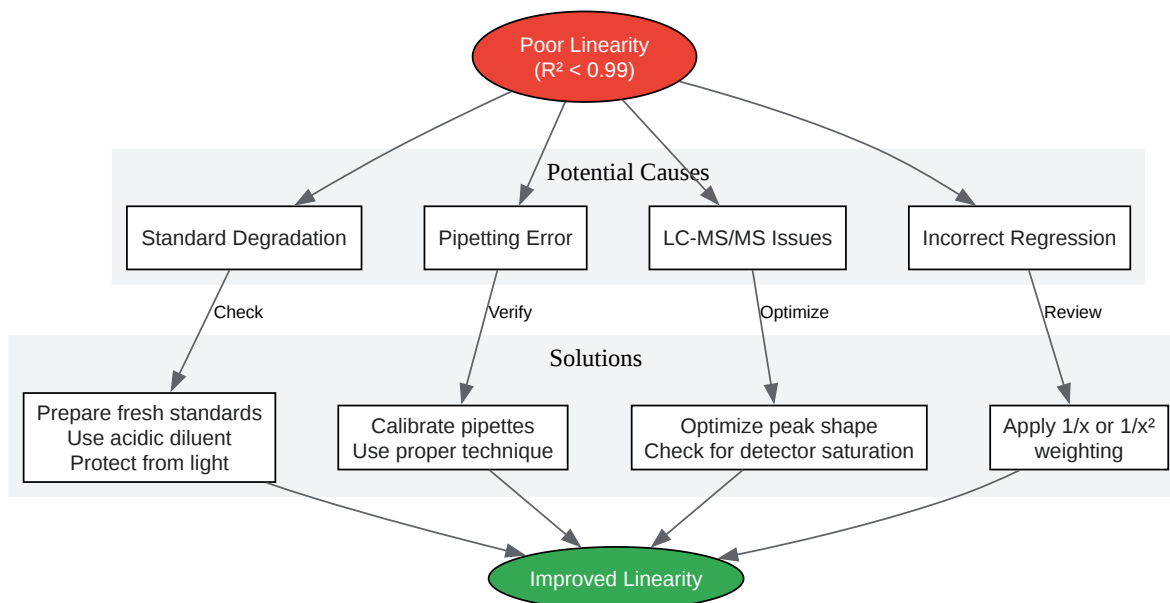 Poor Linearity
(R² < 0.99)
Potential Causes
Standard Degradation
Pipetting Error
LC-MS/MS Issues
Incorrect Regression
Check
Verify
Optimize
Review
Solutions
Prepare fresh standards
Use acidic diluent
Protect from light
Calibrate pipettes
Use proper technique
Optimize peak shape
Check for detector saturation
Apply 1/x or 1/x²
weighting
Improved Linearity